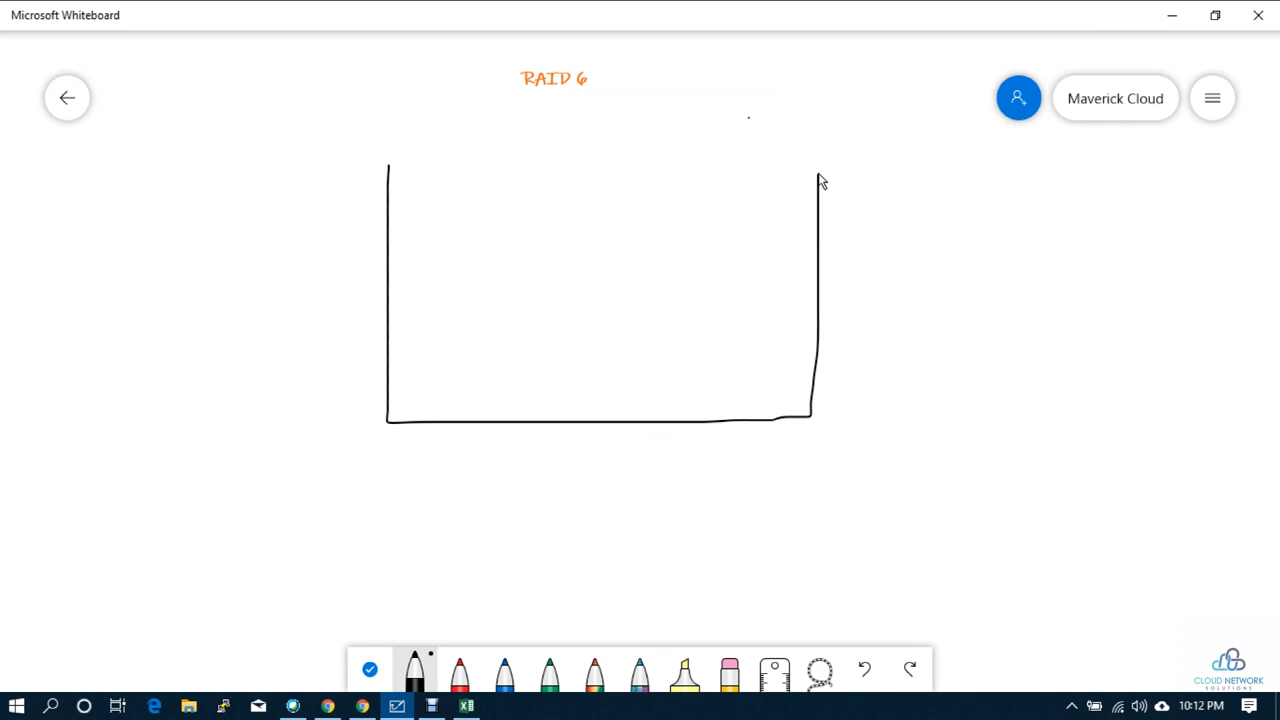 Microsoft Whiteboard
RAID 6
Maverick Cloud
CLOUD NETWORK
SOLUTIONS
10:12 PM